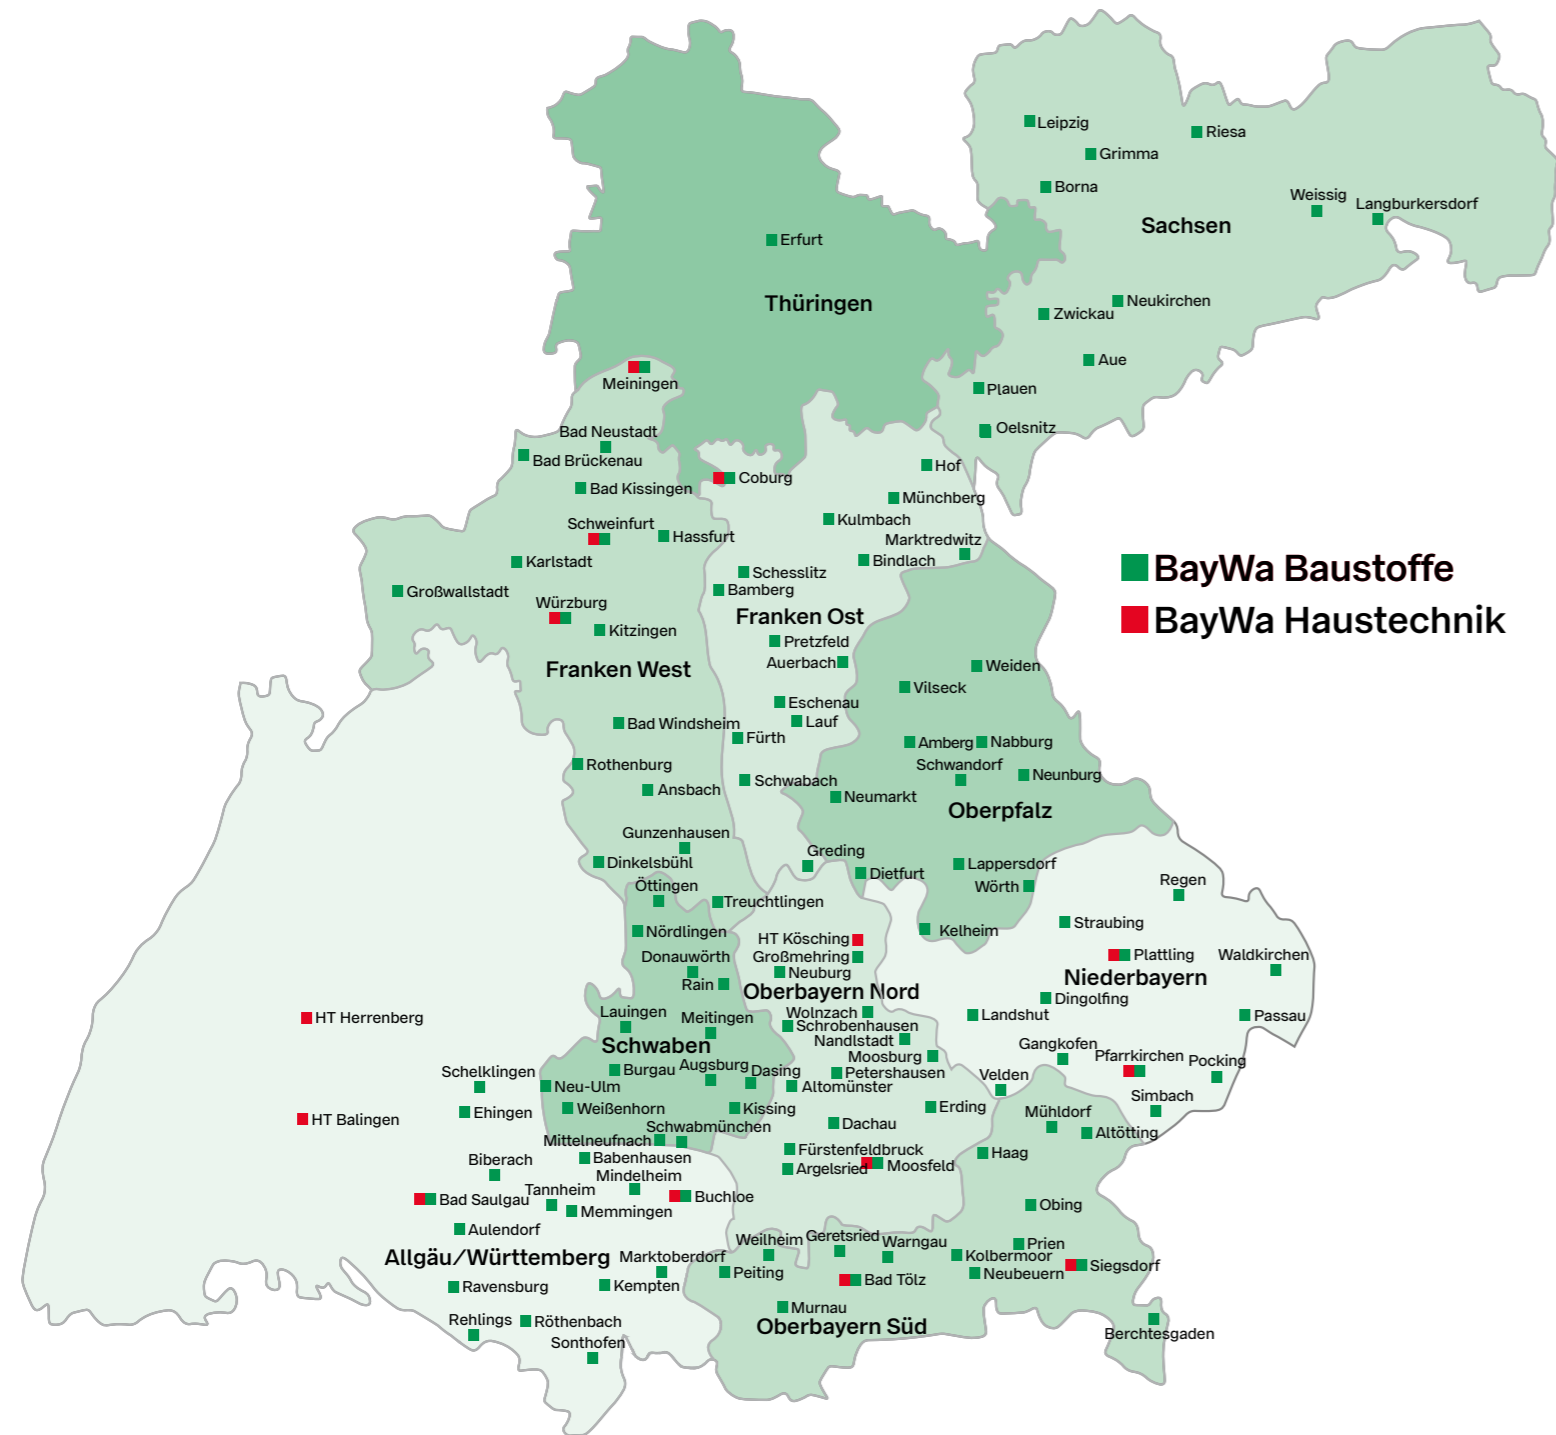 Leipzig
Riesa
Grimma
Borna
Weissig
Langburkersdorf
Sachsen
Erfurt
Thüringen
Neukirchen
Zwickau
Aue
Plauen
Oelsnitz
Meiningen
Bad Neustadt
Bad Brückenau
Bad Kissingen
Coburg
Hof
Münchberg
Kulmbach
Schweinfurt
Hassfurt
Marktredwitz
Bindlach
Karlstadt
Schesslitz
Bamberg
Großwallstadt
Würzburg
Kitzingen
Franken Ost
BayWa Baustoffe
BayWa Haustechnik
Pretzfeld
Auerbach
Franken West
Weiden
Vilseck
Eschenau
Lauf
Bad Windsheim
Fürth
Amberg
Nabburg
Schwandorf
Neunburg
Rothenburg
Ansbach
Schwabach
Neumarkt
Oberpfalz
Gunzenhausen
Dinkelsbühl
Greding
Dietfurt
Lappersdorf
Wörth
Regen
Öttingen
Treuchtlingen
Nördlingen
HT Kösching
Kelheim
Straubing
Donauwörth
Großmehring
Neuburg
Plattling
Waldkirchen
Rain
Oberbayern Nord
Niederbayern
Dingolfing
Landshut
Passau
HT Herrenberg
Lauingen
Meitingen
Wolnzach
Schrobenhausen
Nandlstadt
Schwaben
Moosburg
Gangkofen
Pfarrkirchen
Pocking
Burgau
Augsburg
Dasing
Petershausen
Altomünster
Velden
Simbach
Schelklingen
Neu-Ulm
Ehingen
Weißenhorn
Kissing
Erding
Mühldorf
Altötting
HT Balingen
Schwabmünchen
Mittelneufnach
Dachau
Babenhausen
Fürstenfeldbruck
Argelsried
Moosfeld
Haag
Biberach
Mindelheim
Tannheim
Buchloe
Bad Saulgau
Memmingen
Obing
Aulendorf
Allgäu/Württemberg
Marktoberdorf
Weilheim
Geretsried
Warngau
Kolbermoor
Prien
Siegsdorf
Peiting
Bad Tölz
Neubeuern
Ravensburg
Kempten
Murnau
Oberbayern Süd
Rehlings
Röthenbach
Sonthofen
Berchtesgaden